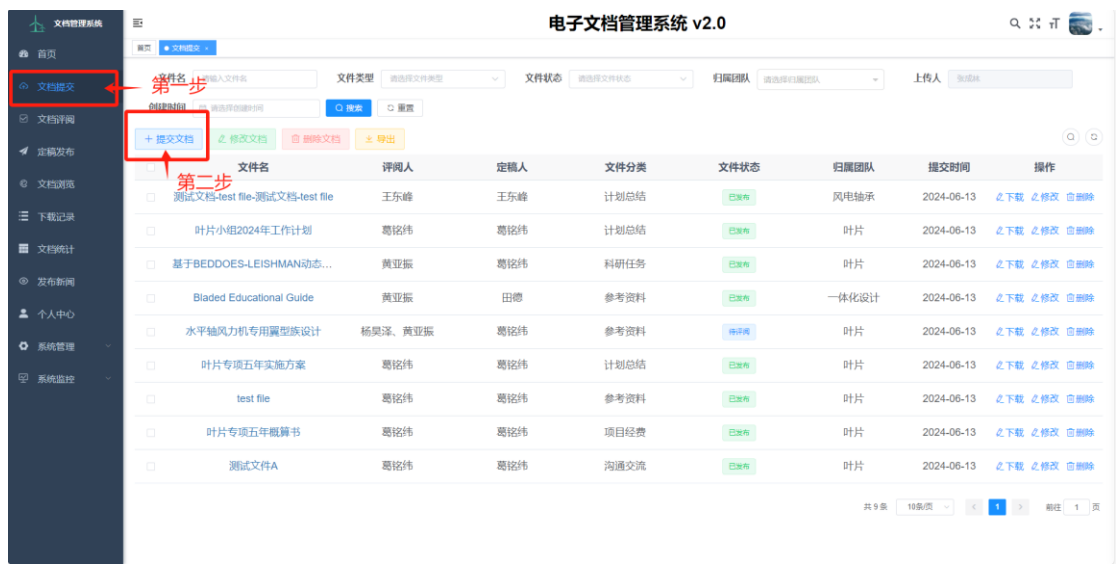 文档管理系统
电子文档管理系统 v2.0
首页
首页 文档提交
文件名 请输入文件名 文件类型 请选择文件类型 文件状态 请选择文件状态 归属团队 请选择归属团队 上传人
文档提交
第一步
创建时间 请选择创建时间 搜索 重置
文档评阅
+ 提交文档 修改文档 删除文档 导出
定稿发布
文件名 评阅人 定稿人 文件分类 文件状态 归属团队 提交时间 操作
第二步
文档浏览
测试文档-test file-测试文档-test file 王东峰 王东峰 计划总结 已发布 风电轴承 2024-06-13 下载 修改 删除
下载记录
叶片小组2024年工作计划 葛铭纬 葛铭纬 计划总结 已发布 叶片 2024-06-13 下载 修改 删除
文档统计
基于BEDDOES-LEISHMAN动态... 黄亚振 葛铭纬 科研任务 已发布 叶片 2024-06-13 下载 修改 删除
发布新闻
Bladed Educational Guide 黄亚振 田德 参考资料 已发布 一体化设计 2024-06-13 下载 修改 删除
个人中心
水平轴风力机专用翼型族设计 杨昊泽、黄亚振 葛铭纬 参考资料 待评阅 叶片 2024-06-13 下载 修改 删除
系统管理
叶片专项五年实施方案 葛铭纬 葛铭纬 计划总结 已发布 叶片 2024-06-13 下载 修改 删除
系统监控
test file 葛铭纬 葛铭纬 参考资料 已发布 叶片 2024-06-13 下载 修改 删除
叶片专项五年概算书 葛铭纬 葛铭纬 项目经费 已发布 叶片 2024-06-13 下载 修改 删除
测试文件A 葛铭纬 葛铭纬 沟通交流 已发布 叶片 2024-06-13 下载 修改 删除
共 9 条 10条/页 1 前往 1 页